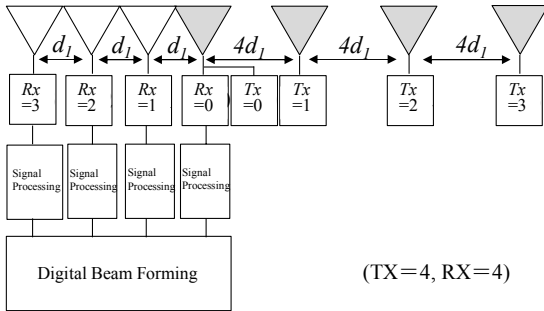 d₁ d₁ d₁ 4d₁ 4d₁ 4d₁
Rx =3
Rx =2
Rx =1
Rx =0
)
Tx =0
Tx =1
Tx =2
Tx =3
Signal Processing
Signal Processing
Signal Processing
Signal Processing
Digital Beam Forming
(TX=4, RX=4)